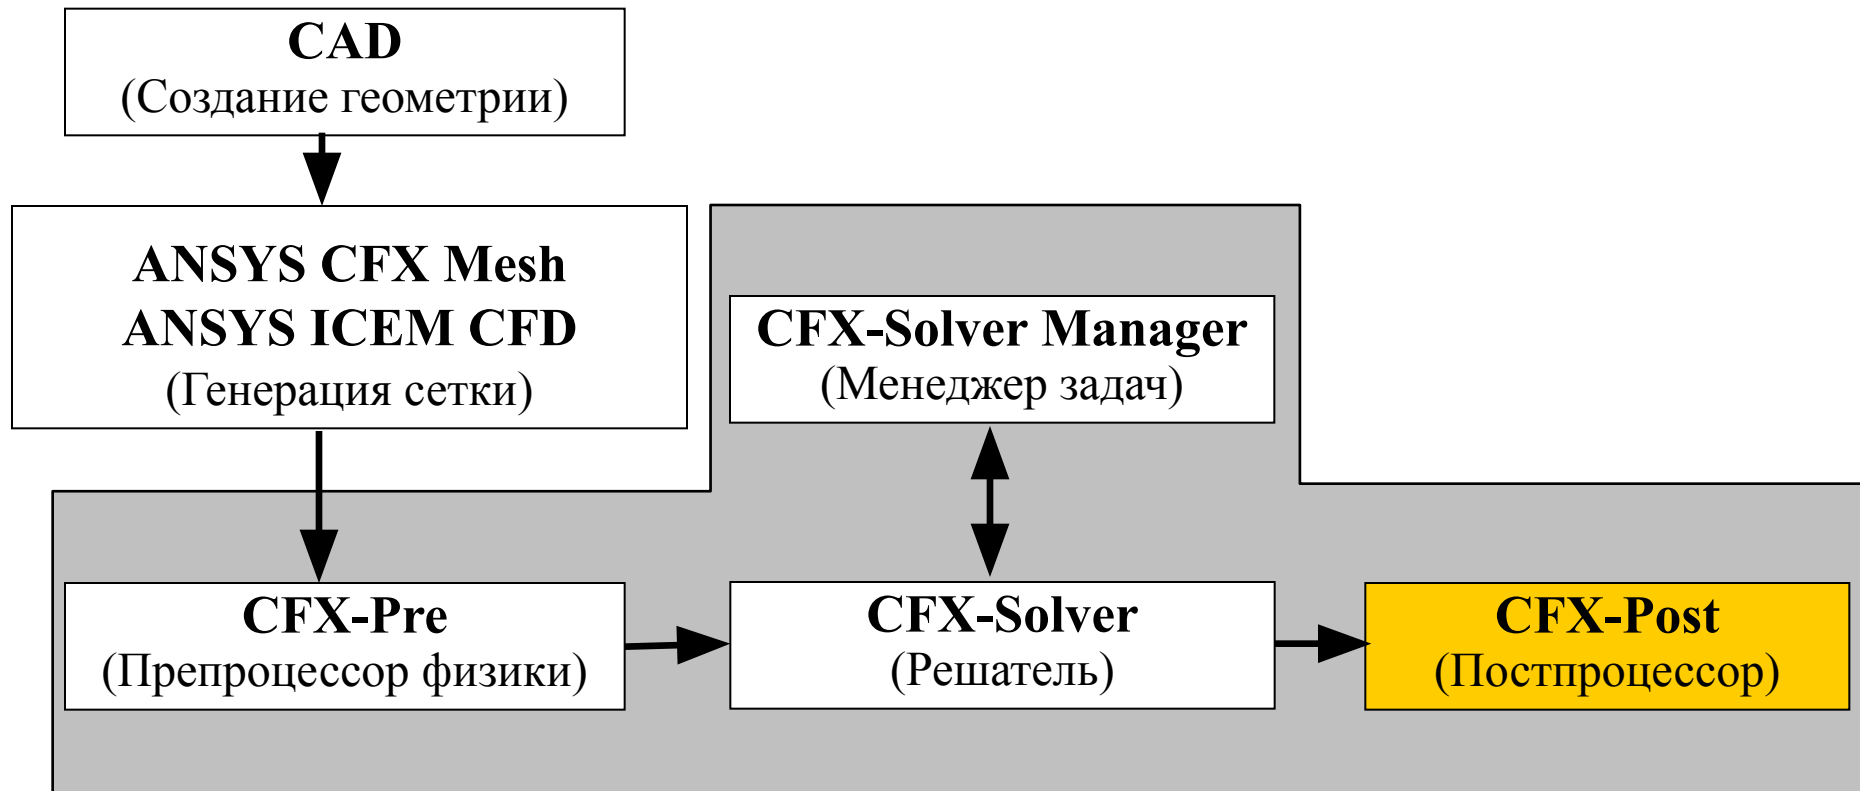 CAD
(Создание геометрии)
ANSYS CFX Mesh
ANSYS ICEM CFD
(Генерация сетки)
CFX-Solver Manager
(Менеджер задач)
CFX-Pre
(Препроцессор физики)
CFX-Solver
(Решатель)
CFX-Post
(Постпроцессор)